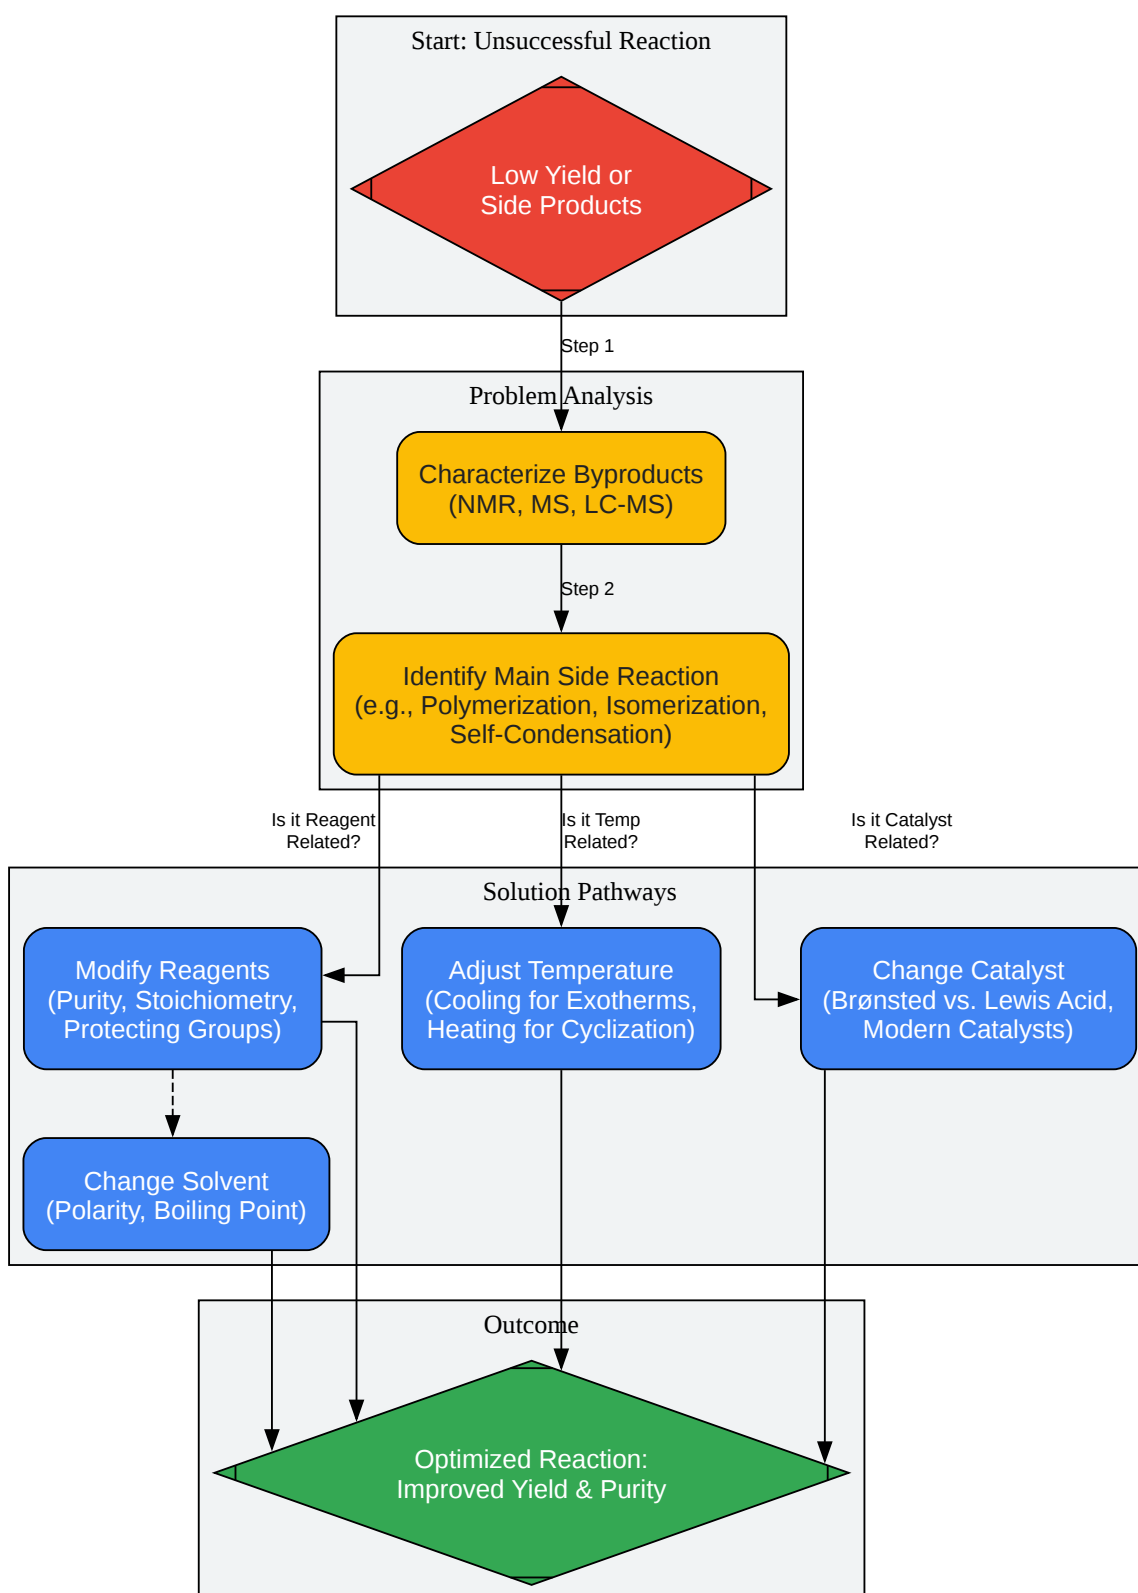 Start: Unsuccessful Reaction
Low Yield or
Side Products
Step 1
Problem Analysis
Characterize Byproducts
(NMR, MS, LC-MS)
Step 2
Identify Main Side Reaction
(e.g., Polymerization, Isomerization,
Self-Condensation)
Is it Reagent
Related?
Is it Temp
Related?
Is it Catalyst
Related?
Solution Pathways
Modify Reagents
(Purity, Stoichiometry,
Protecting Groups)
Adjust Temperature
(Cooling for Exotherms,
Heating for Cyclization)
Change Catalyst
(Brønsted vs. Lewis Acid,
Modern Catalysts)
Change Solvent
(Polarity, Boiling Point)
Outcome
Optimized Reaction:
Improved Yield & Purity